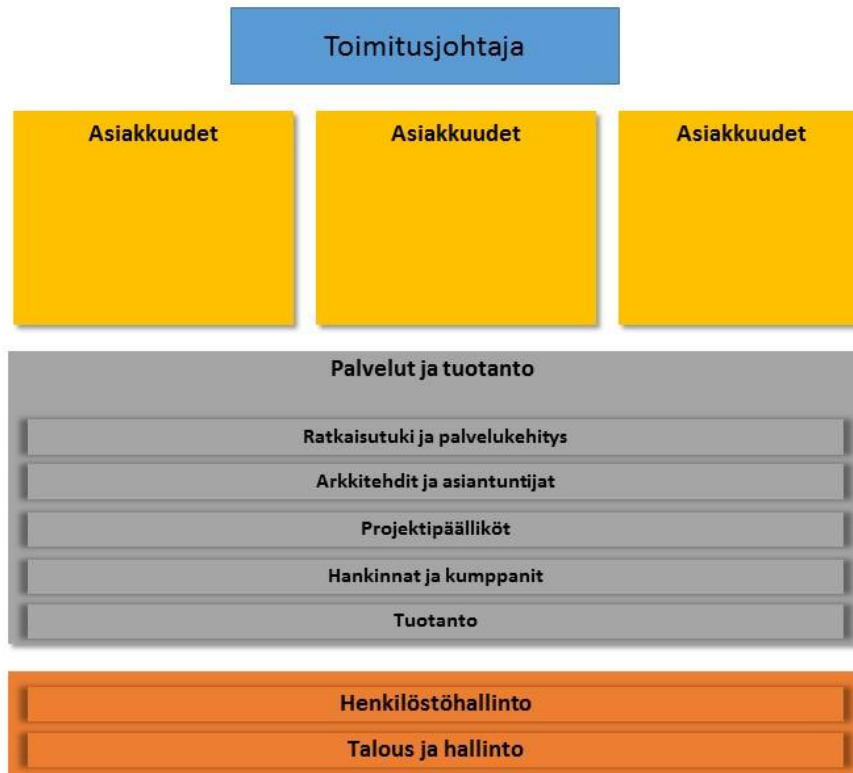 Toimitusjohtaja
Asiakkuudet
Asiakkuudet
Asiakkuudet
Palvelut ja tuotanto
Ratkaisutuki ja palvelukehitys
Arkkitehdit ja asiantuntijat
Projektipäälliköt
Hankinnat ja kumppanit
Tuotanto
Henkilöstöhallinto
Talous ja hallinto